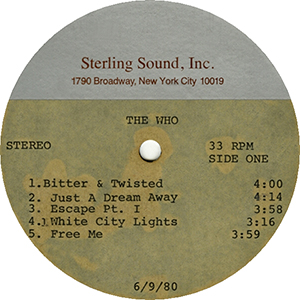 Sterling Sound, Inc.
1790 Broadway, New York City 10019
THE WHO
STEREO 33 RPM
SIDE ONE
1. Bitter & Twisted 4:00
2. Just A Dream Away 4:14
3. Escape Pt. I 3:58
4. White City Lights 3:16
5. Free Me 3:59
6/9/80